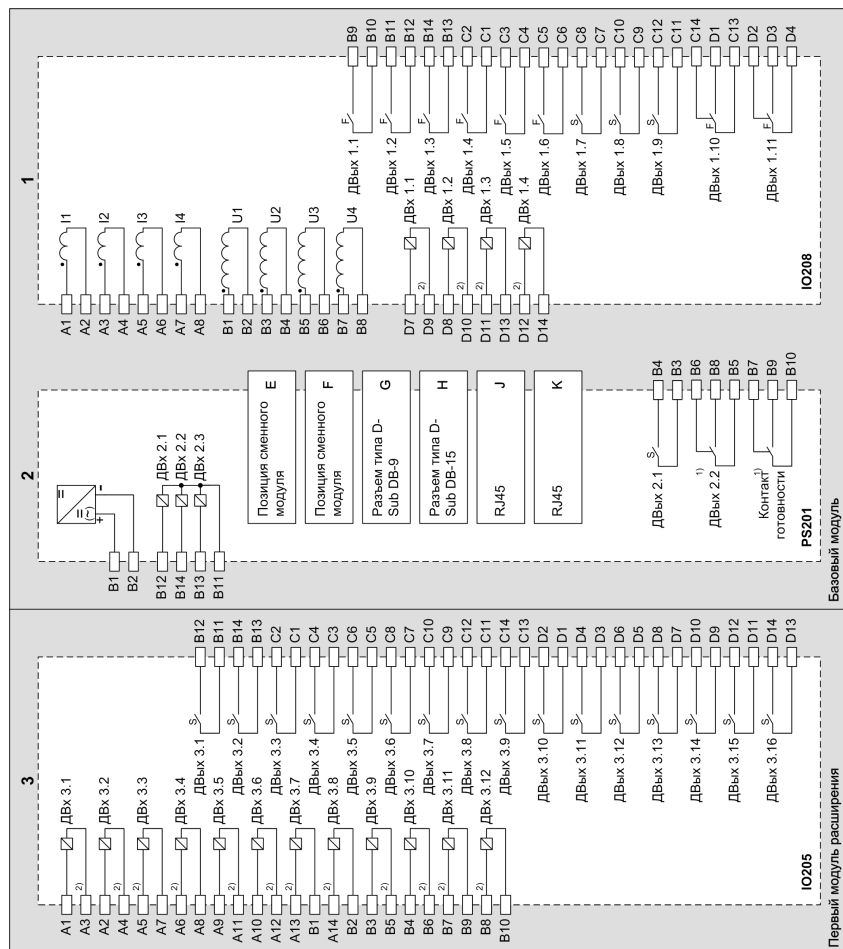 3
A1
A3
A2
A4
A5
A7
A6
A8
A9
A11
A10
A12
A13
B1
A14
B2
B3
B5
B4
B6
B7
B9
B8
B10
2)
2)
2)
2)
2)
2)
2)
2)
ДВх 3.1
ДВх 3.2
ДВх 3.3
ДВх 3.4
ДВх 3.5
ДВх 3.6
ДВх 3.7
ДВх 3.8
ДВх 3.9
ДВх 3.10
ДВх 3.11
ДВх 3.12
ДВых 3.1
S
ДВых 3.2
S
ДВых 3.3
S
ДВых 3.4
S
ДВых 3.5
S
ДВых 3.6
S
ДВых 3.7
S
ДВых 3.8
S
ДВых 3.9
S
ДВых 3.10
S
ДВых 3.11
S
ДВых 3.12
S
ДВых 3.13
S
ДВых 3.14
S
ДВых 3.15
S
ДВых 3.16
S
B12
B11
B14
B13
C2
C1
C4
C3
C6
C5
C8
C7
C10
C9
C12
C11
C14
C13
D2
D1
D4
D3
D6
D5
D8
D7
D10
D9
D12
D11
D14
D13
IO205
Первый модуль расширения
2
B1
B2
+
-
=
=(~)
B12
B14
B13
B11
ДВх 2.1
ДВх 2.2
ДВх 2.3
Позиция сменного модуля
E
Позиция сменного модуля
F
Разъем типа D-
Sub DB-9
G
Разъем типа D-
Sub DB-15
H
RJ45
J
RJ45
K
ДВых 2.1
S
ДВых 2.2
1)
Контакт
готовности
1)
B4
B3
B6
B8
B5
B7
B9
B10
PS201
Базовый модуль
1
A1
A2
A3
A4
A5
A6
A7
A8
B1
B2
B3
B4
B5
B6
B7
B8
I1
I2
I3
I4
U1
U2
U3
U4
D7
D9
D8
D10
D11
D13
D12
D14
2)
2)
2)
2)
ДВх 1.1
ДВх 1.2
ДВх 1.3
ДВх 1.4
ДВых 1.1
F
ДВых 1.2
F
ДВых 1.3
F
ДВых 1.4
F
ДВых 1.5
F
ДВых 1.6
F
ДВых 1.7
S
ДВых 1.8
S
ДВых 1.9
S
ДВых 1.10
F
ДВых 1.11
F
B9
B10
B11
B12
B14
B13
C2
C1
C3
C4
C5
C6
C8
C7
C10
C9
C12
C11
C14
D1
C13
D2
D3
D4
IO208